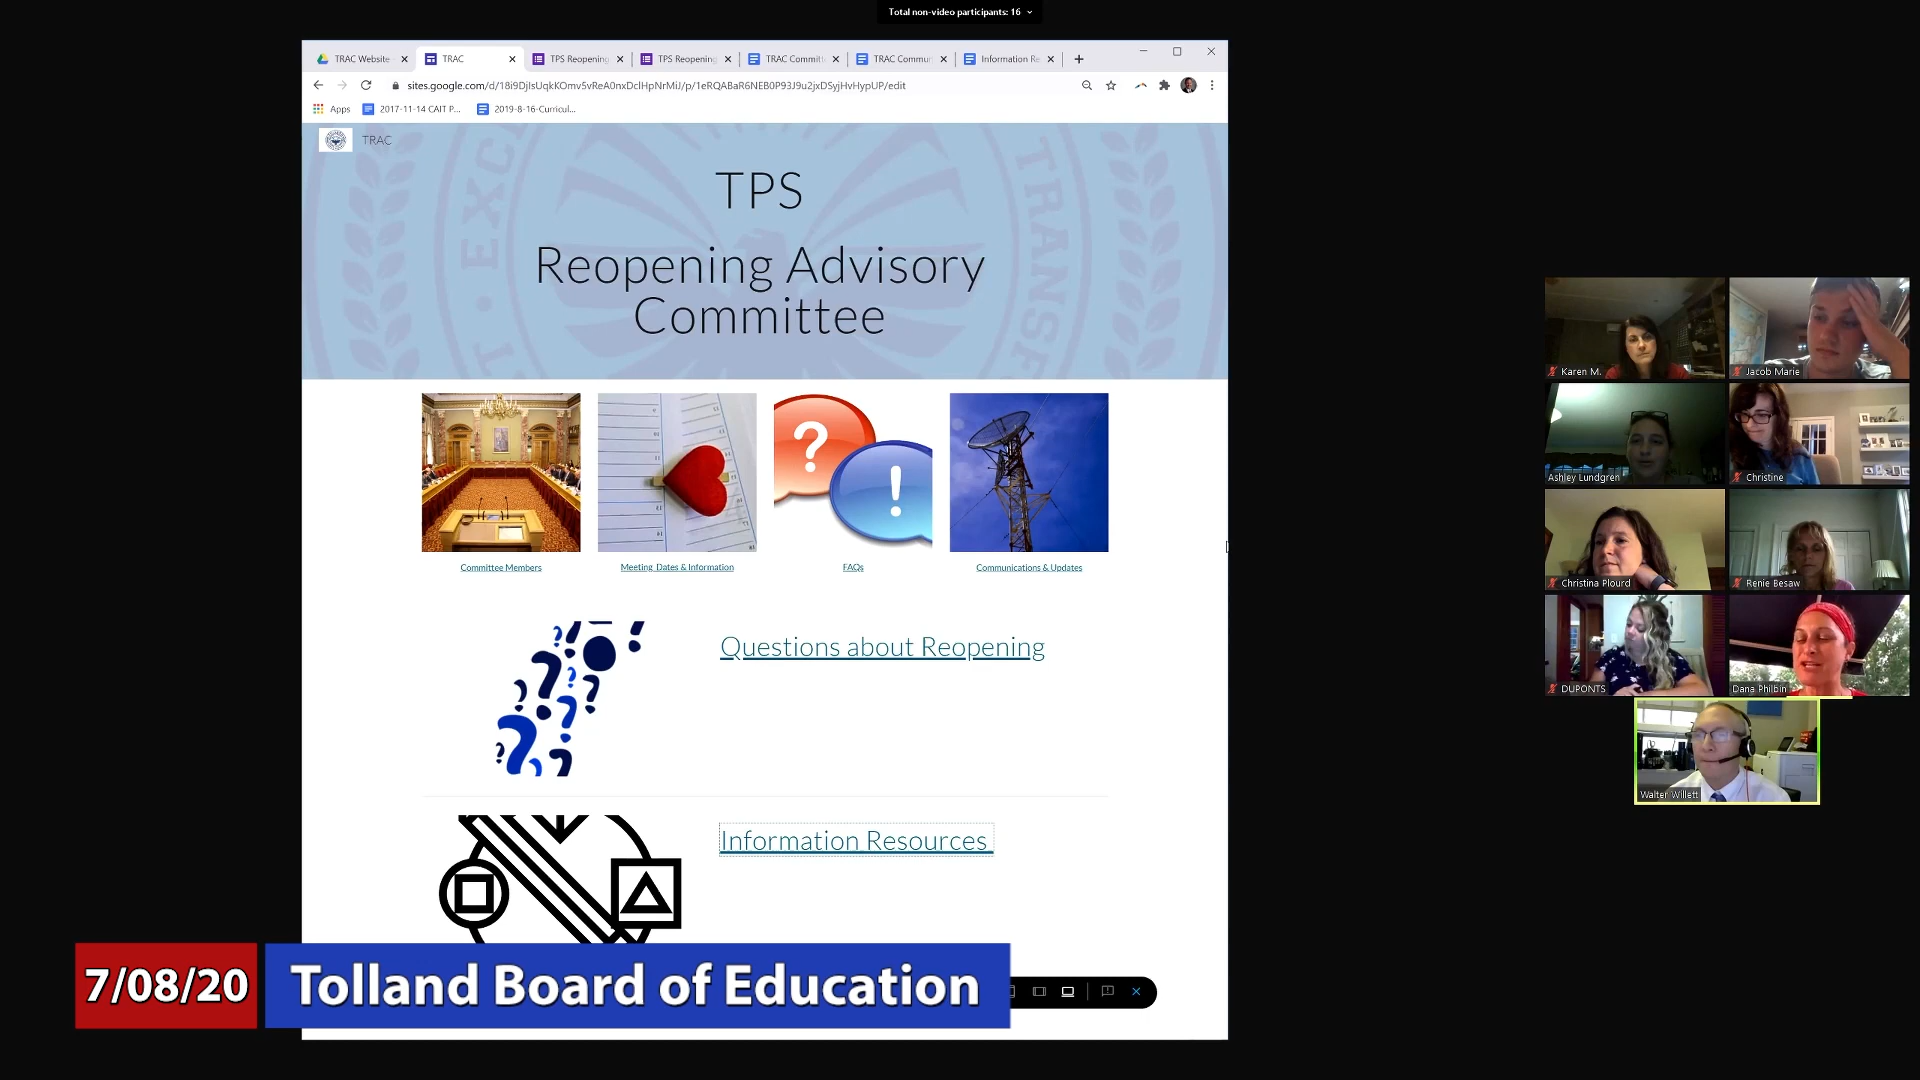 Total non-video participants: 16
TRAC Website
TRAC
TPS Reopening
TPS Reopening
TRAC Committ
TRAC Commun
Information Re
sites.google.com/d/18i9DjIsUqkKOmv5vReA0nxDclHpNrMiJ/p/1eRQABaR6NEB0P93J9u2jxDSyjHvHypUP/edit
Apps
2017-11-14 CAIT P...
2019-8-16-Curricul...
TRAC
TPS
Reopening Advisory
Committee
Committee Members
Meeting Dates & Information
FAQs
Communications & Updates
Questions about Reopening
Information Resources
Karen M.
Jacob Marie
Ashley Lundgren
Christine
Christina Plourd
Renie Besaw
DUPONTS
Dana Philbin
Walter Willett
7/08/20
Tolland Board of Education